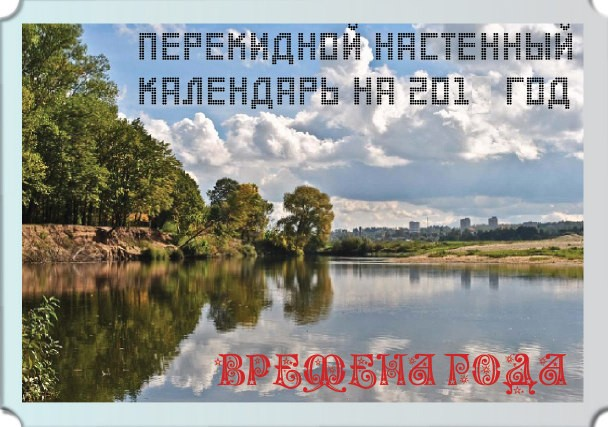 ПЕРЕКИДНОЙ НАСТЕННЫЙ
КАЛЕНДАРЬ НА 201 ГОД
ВРЕМЕНА ГОДА